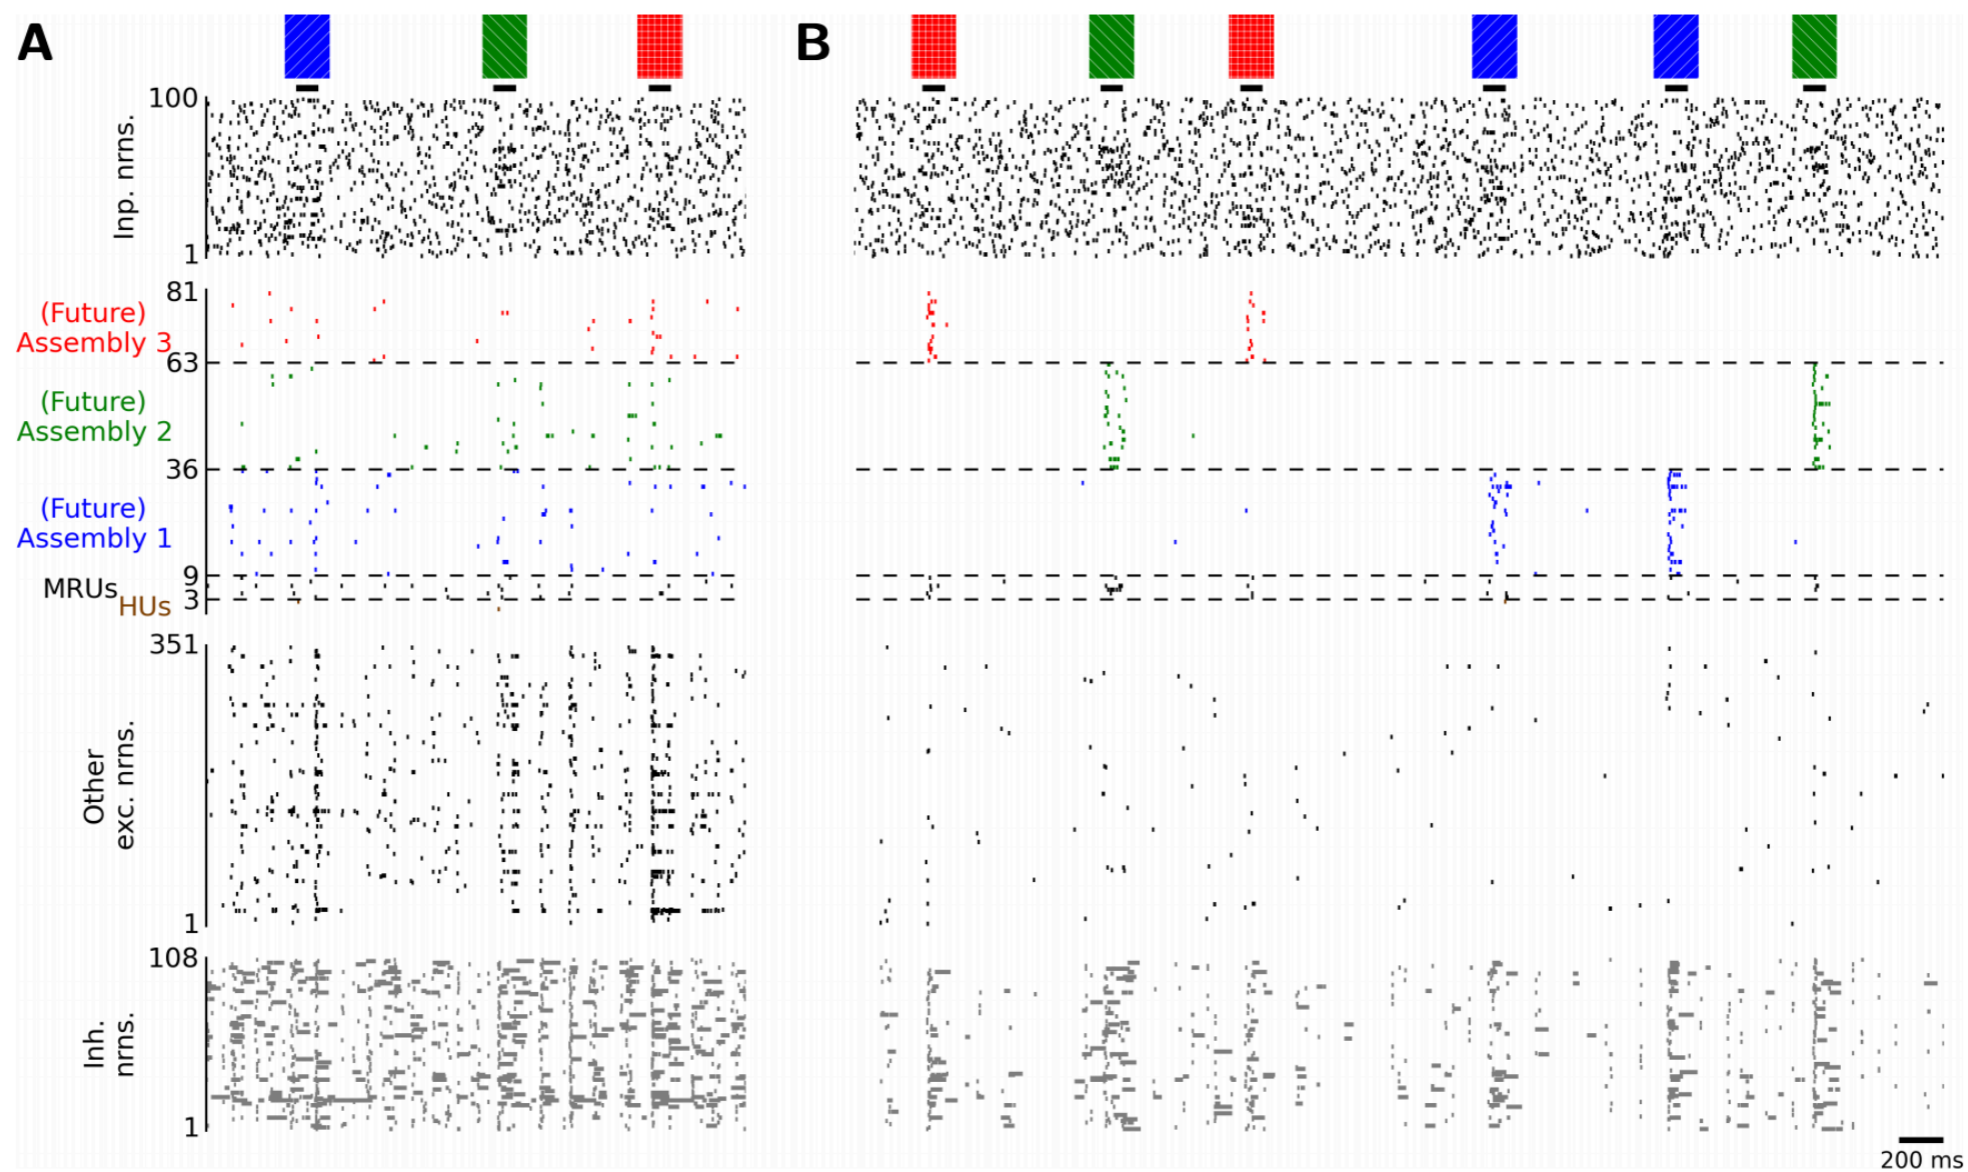 A
B
100
Inp. nrns.
1
81
(Future)
Assembly 3
63
(Future)
Assembly 2
36
(Future)
Assembly 1
9
MRUs
3
HUs
351
Other
exc. nrns.
1
108
Inh.
nrns.
1
200 ms